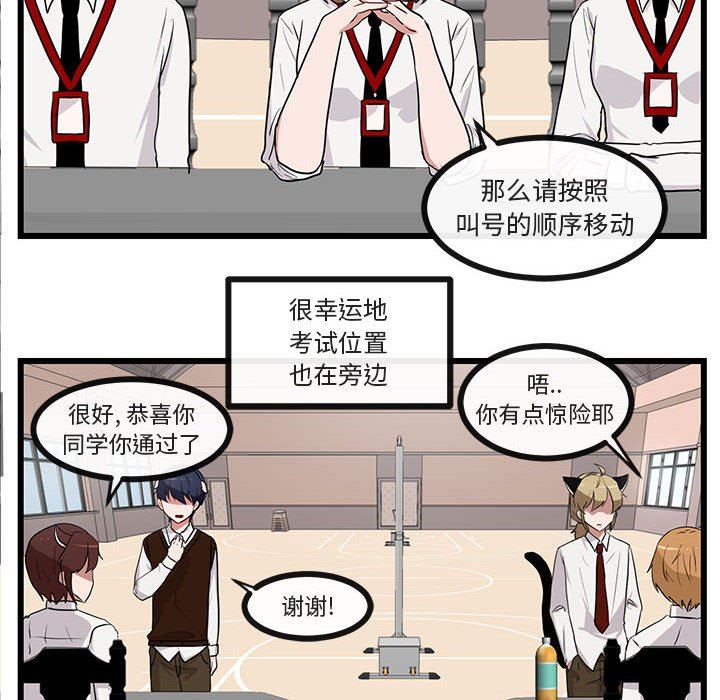 那么请按照
叫号的顺序移动
很幸运地
考试位置
也在旁边
很好, 恭喜你
同学你通过了
唔..
你有点惊险耶
谢谢!